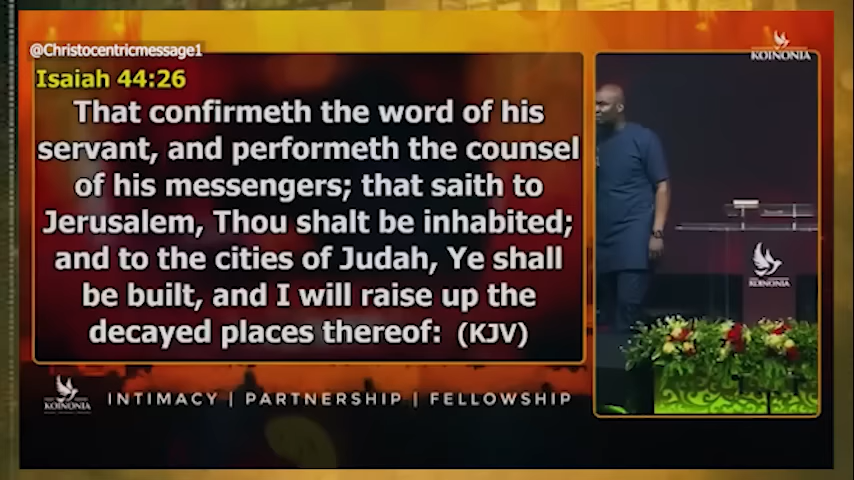 @Christocentricmessage1
Isaiah 44:26
That confirmeth the word of his
servant, and performeth the counsel
of his messengers; that saith to
Jerusalem, Thou shalt be inhabited;
and to the cities of Judah, Ye shall
be built, and I will raise up the
decayed places thereof: (KJV)
KOINONIA
KOINONIA
KOINONIA
INTIMACY | PARTNERSHIP | FELLOWSHIP